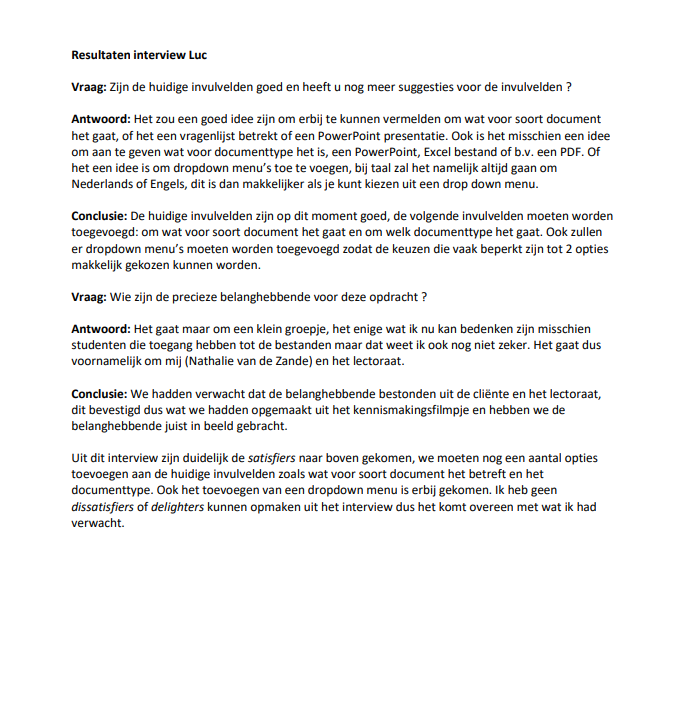 Resultaten interview Luc
Vraag: Zijn de huidige invulvelden goed en heeft u nog meer suggesties voor de invulvelden ?
Antwoord: Het zou een goed idee zijn om erbij te kunnen vermelden om wat voor soort document
het gaat, of het een vragenlijst betrekt of een PowerPoint presentatie. Ook is het misschien een idee
om aan te geven wat voor documenttype het is, een PowerPoint, Excel bestand of b.v. een PDF. Of
het een idee is om dropdown menu’s toe te voegen, bij taal zal het namelijk altijd gaan om
Nederlands of Engels, dit is dan makkelijker als je kunt kiezen uit een drop down menu.
Conclusie: De huidige invulvelden zijn op dit moment goed, de volgende invulvelden moeten worden
toegevoegd: om wat voor soort document het gaat en om welk documenttype het gaat. Ook zullen
er dropdown menu’s moeten worden toegevoegd zodat de keuzen die vaak beperkt zijn tot 2 opties
makkelijk gekozen kunnen worden.
Vraag: Wie zijn de precieze belanghebbende voor deze opdracht ?
Antwoord: Het gaat maar om een klein groepje, het enige wat ik nu kan bedenken zijn misschien
studenten die toegang hebben tot de bestanden maar dat weet ik ook nog niet zeker. Het gaat dus
voornamelijk om mij (Nathalie van de Zande) en het lectoraat.
Conclusie: We hadden verwacht dat de belanghebbende bestonden uit de cliënte en het lectoraat,
dit bevestigd dus wat we hadden opgemaakt uit het kennismakingsfilmpje en hebben we de
belanghebbende juist in beeld gebracht.
Uit dit interview zijn duidelijk de satisfiers naar boven gekomen, we moeten nog een aantal opties
toevoegen aan de huidige invulvelden zoals wat voor soort document het betreft en het
documenttype. Ook het toevoegen van een dropdown menu is erbij gekomen. Ik heb geen
dissatisfiers of delighters kunnen opmaken uit het interview dus het komt overeen met wat ik had
verwacht.